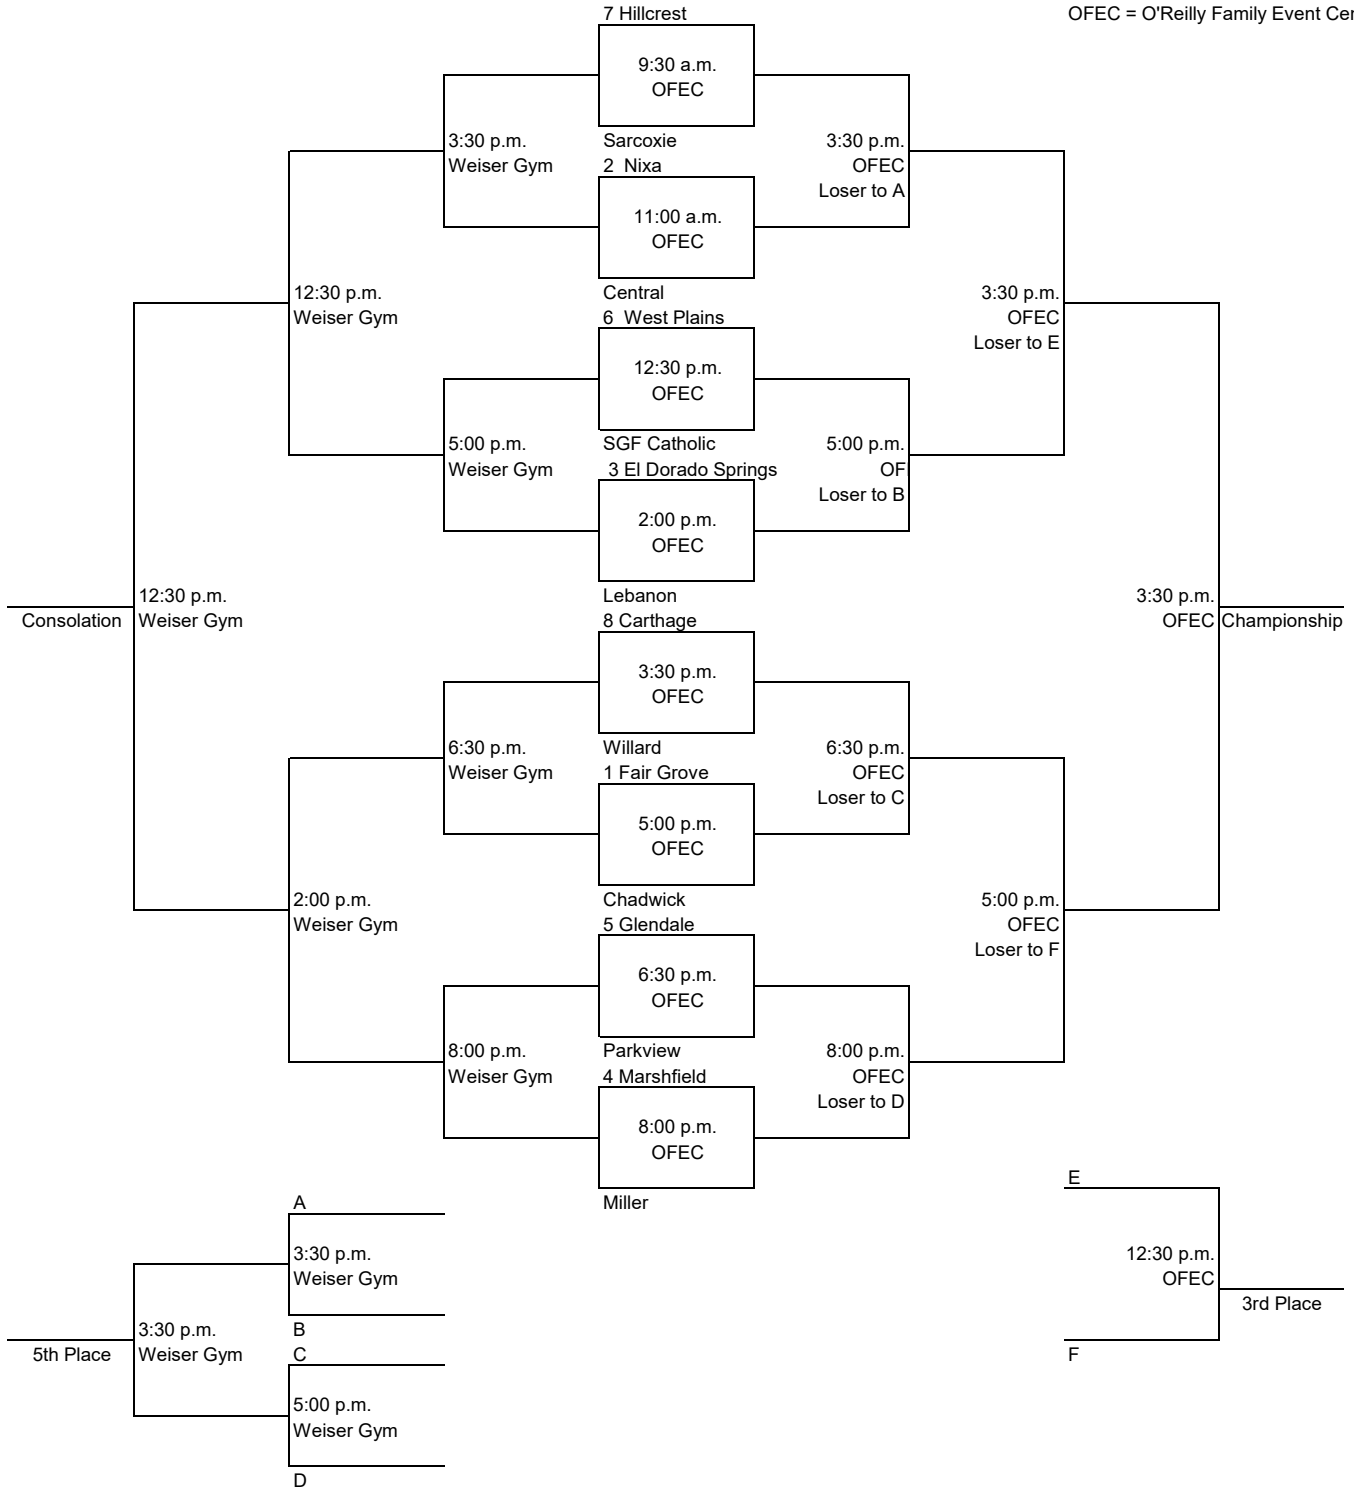 7 Hillcrest
OFEC = O'Reilly Family Event Cer
9:30 a.m.
OFEC
3:30 p.m.
Weiser Gym
Sarcoxie
2  Nixa
3:30 p.m.
OFEC
Loser to A
11:00 a.m.
OFEC
12:30 p.m.
Weiser Gym
Central
6  West Plains
3:30 p.m.
OFEC
Loser to E
12:30 p.m.
OFEC
5:00 p.m.
Weiser Gym
SGF Catholic
3 El Dorado Springs
5:00 p.m.
OF
Loser to B
2:00 p.m.
OFEC
12:30 p.m.
Consolation
Weiser Gym
Lebanon
8 Carthage
3:30 p.m.
OFEC
Championship
3:30 p.m.
OFEC
6:30 p.m.
Weiser Gym
Willard
1 Fair Grove
6:30 p.m.
OFEC
Loser to C
5:00 p.m.
OFEC
2:00 p.m.
Weiser Gym
Chadwick
5 Glendale
5:00 p.m.
OFEC
Loser to F
6:30 p.m.
OFEC
8:00 p.m.
Weiser Gym
Parkview
4 Marshfield
8:00 p.m.
OFEC
Loser to D
8:00 p.m.
OFEC
Miller
A
3:30 p.m.
Weiser Gym
B
3:30 p.m.
Weiser Gym
5th Place
C
5:00 p.m.
Weiser Gym
D
E
12:30 p.m.
OFEC
3rd Place
F